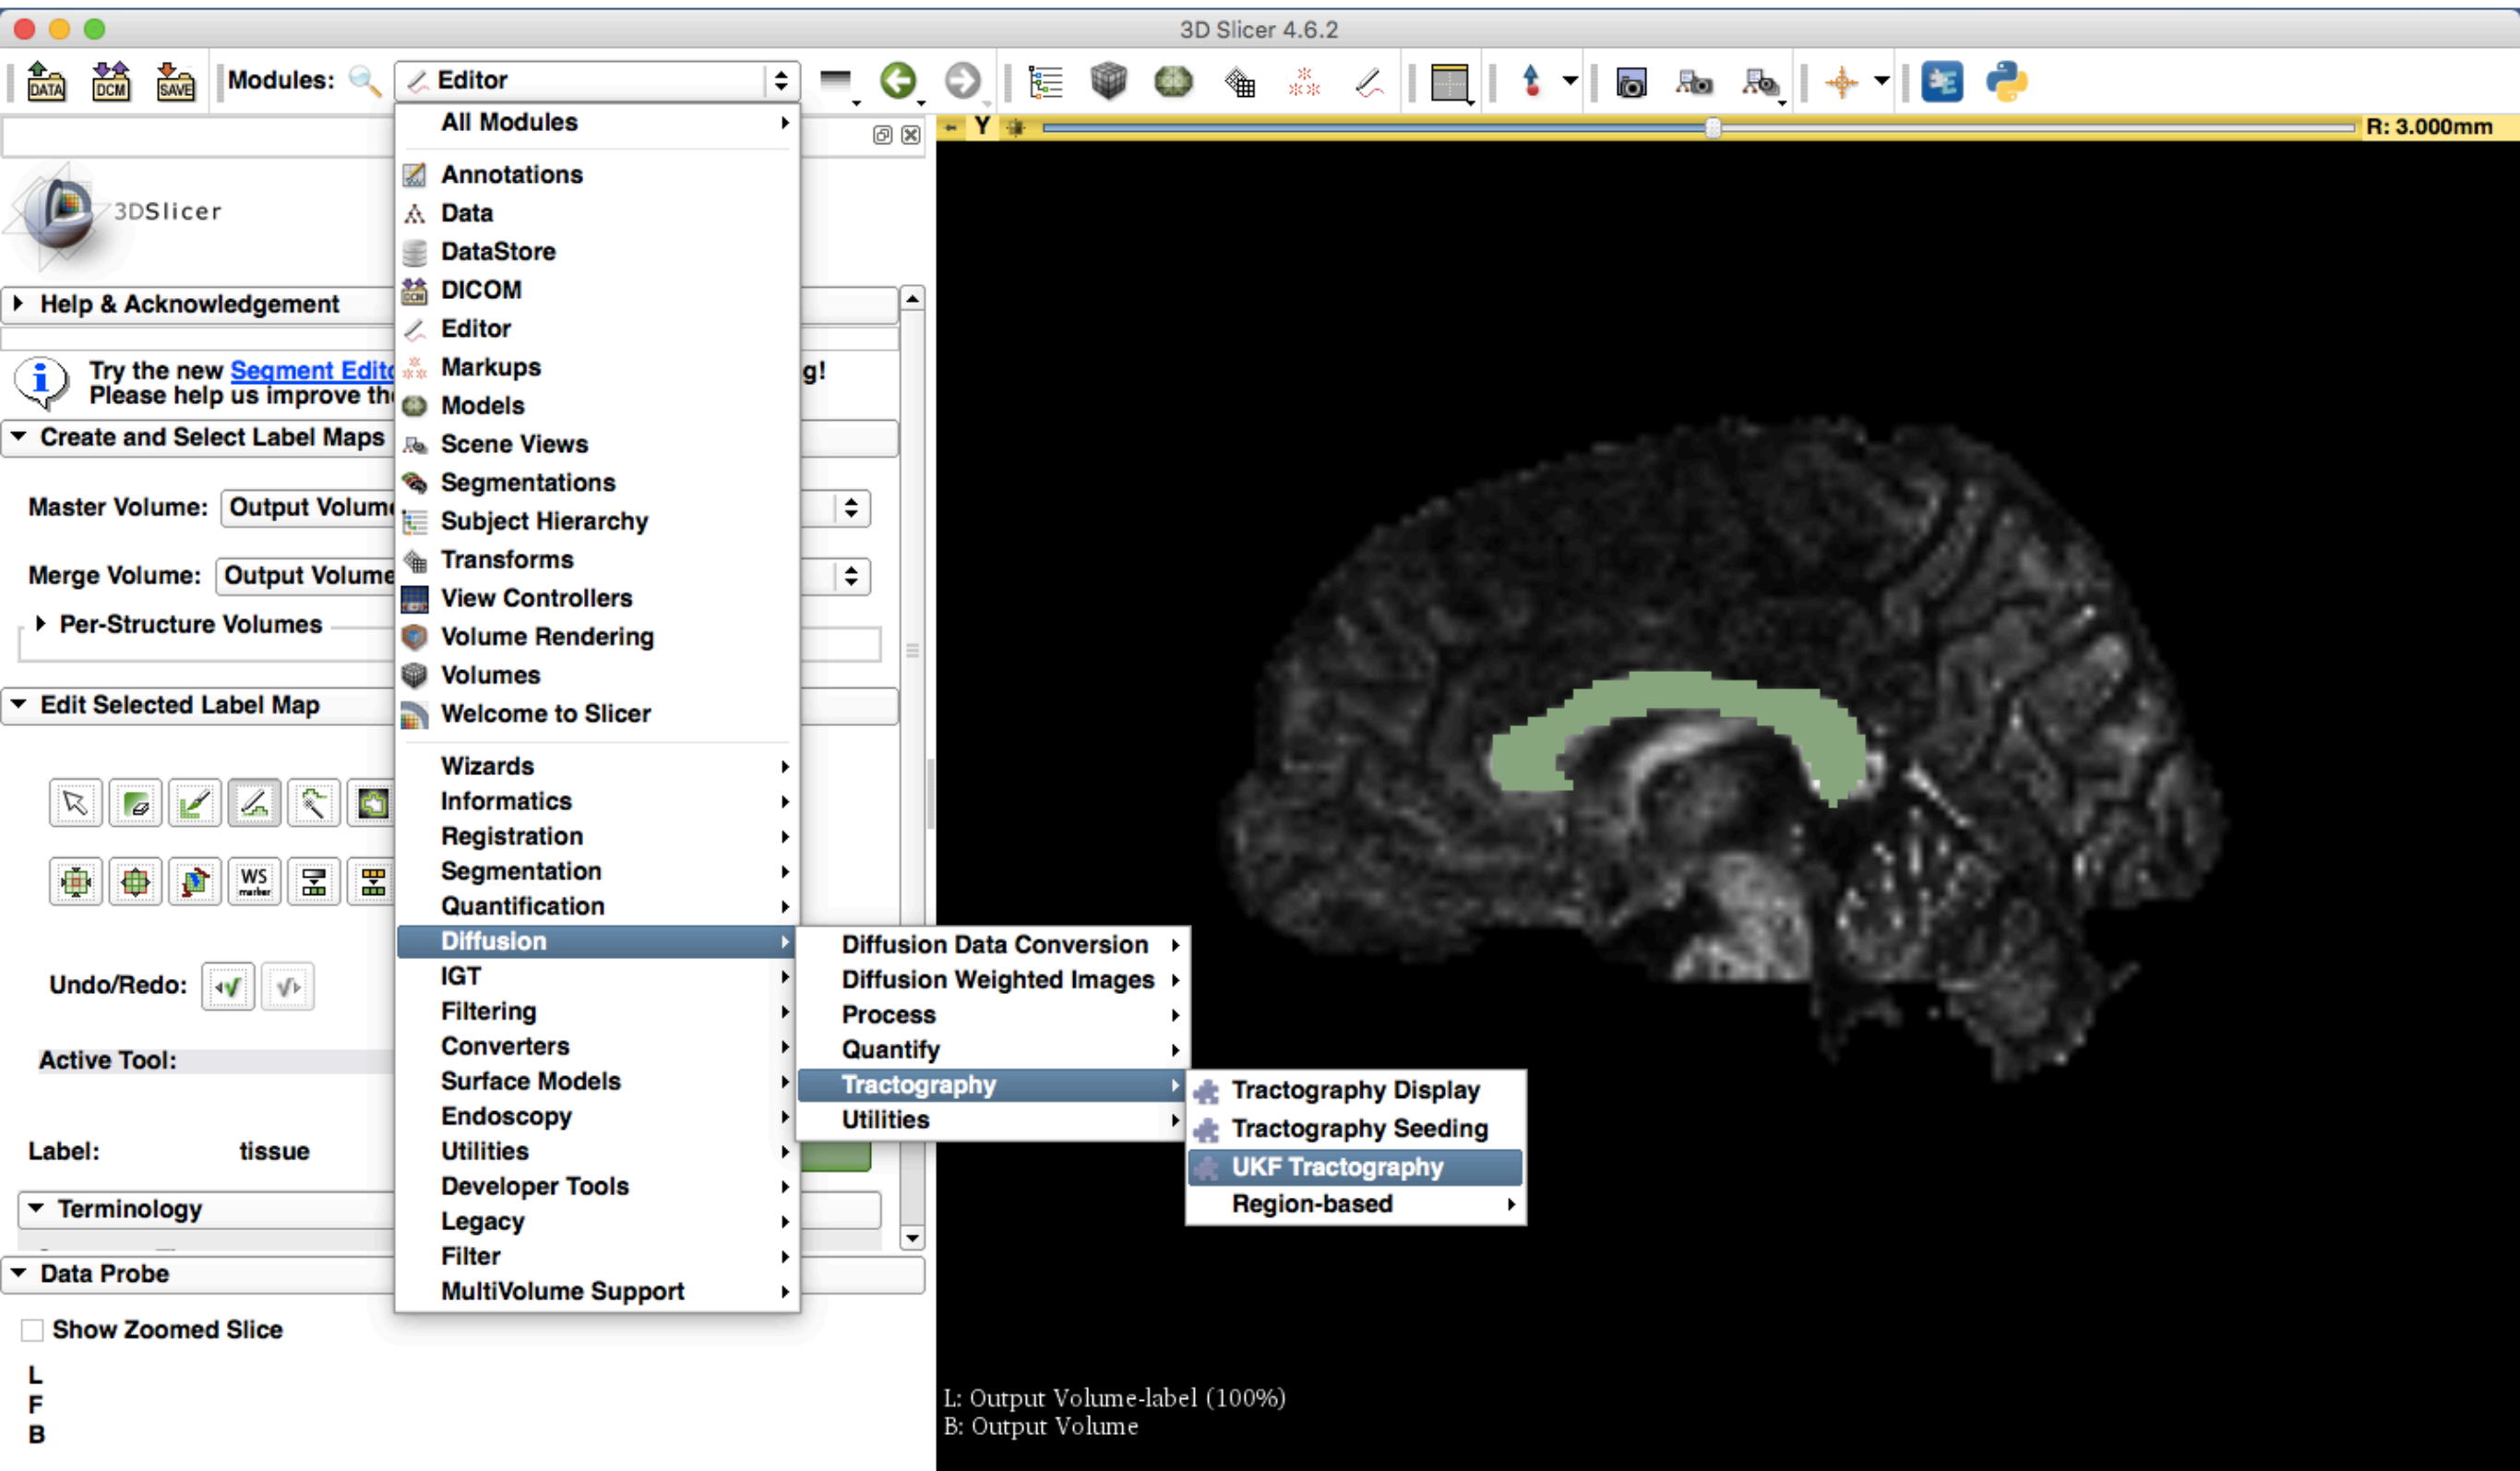 3D Slicer 4.6.2
DATA
DCM
SAVE
Modules:
Editor
Y
R: 3.000mm
3DSlicer
Help & Acknowledgement
Try the new Segment Edito
g!
Please help us improve the
Create and Select Label Maps
Master Volume: Output Volume
Merge Volume: Output Volume
Per-Structure Volumes
Edit Selected Label Map
WS
marker
Undo/Redo:
Active Tool:
Label: tissue
Terminology
Data Probe
Show Zoomed Slice
L
F
B
All Modules
Annotations
Data
DataStore
DICOM
Editor
Markups
Models
Scene Views
Segmentations
Subject Hierarchy
Transforms
View Controllers
Volume Rendering
Volumes
Welcome to Slicer
Wizards
Informatics
Registration
Segmentation
Quantification
Diffusion
IGT
Filtering
Converters
Surface Models
Endoscopy
Utilities
Developer Tools
Legacy
Filter
MultiVolume Support
Diffusion Data Conversion
Diffusion Weighted Images
Process
Quantify
Tractography
Utilities
Tractography Display
Tractography Seeding
UKF Tractography
Region-based
L: Output Volume-label (100%)
B: Output Volume